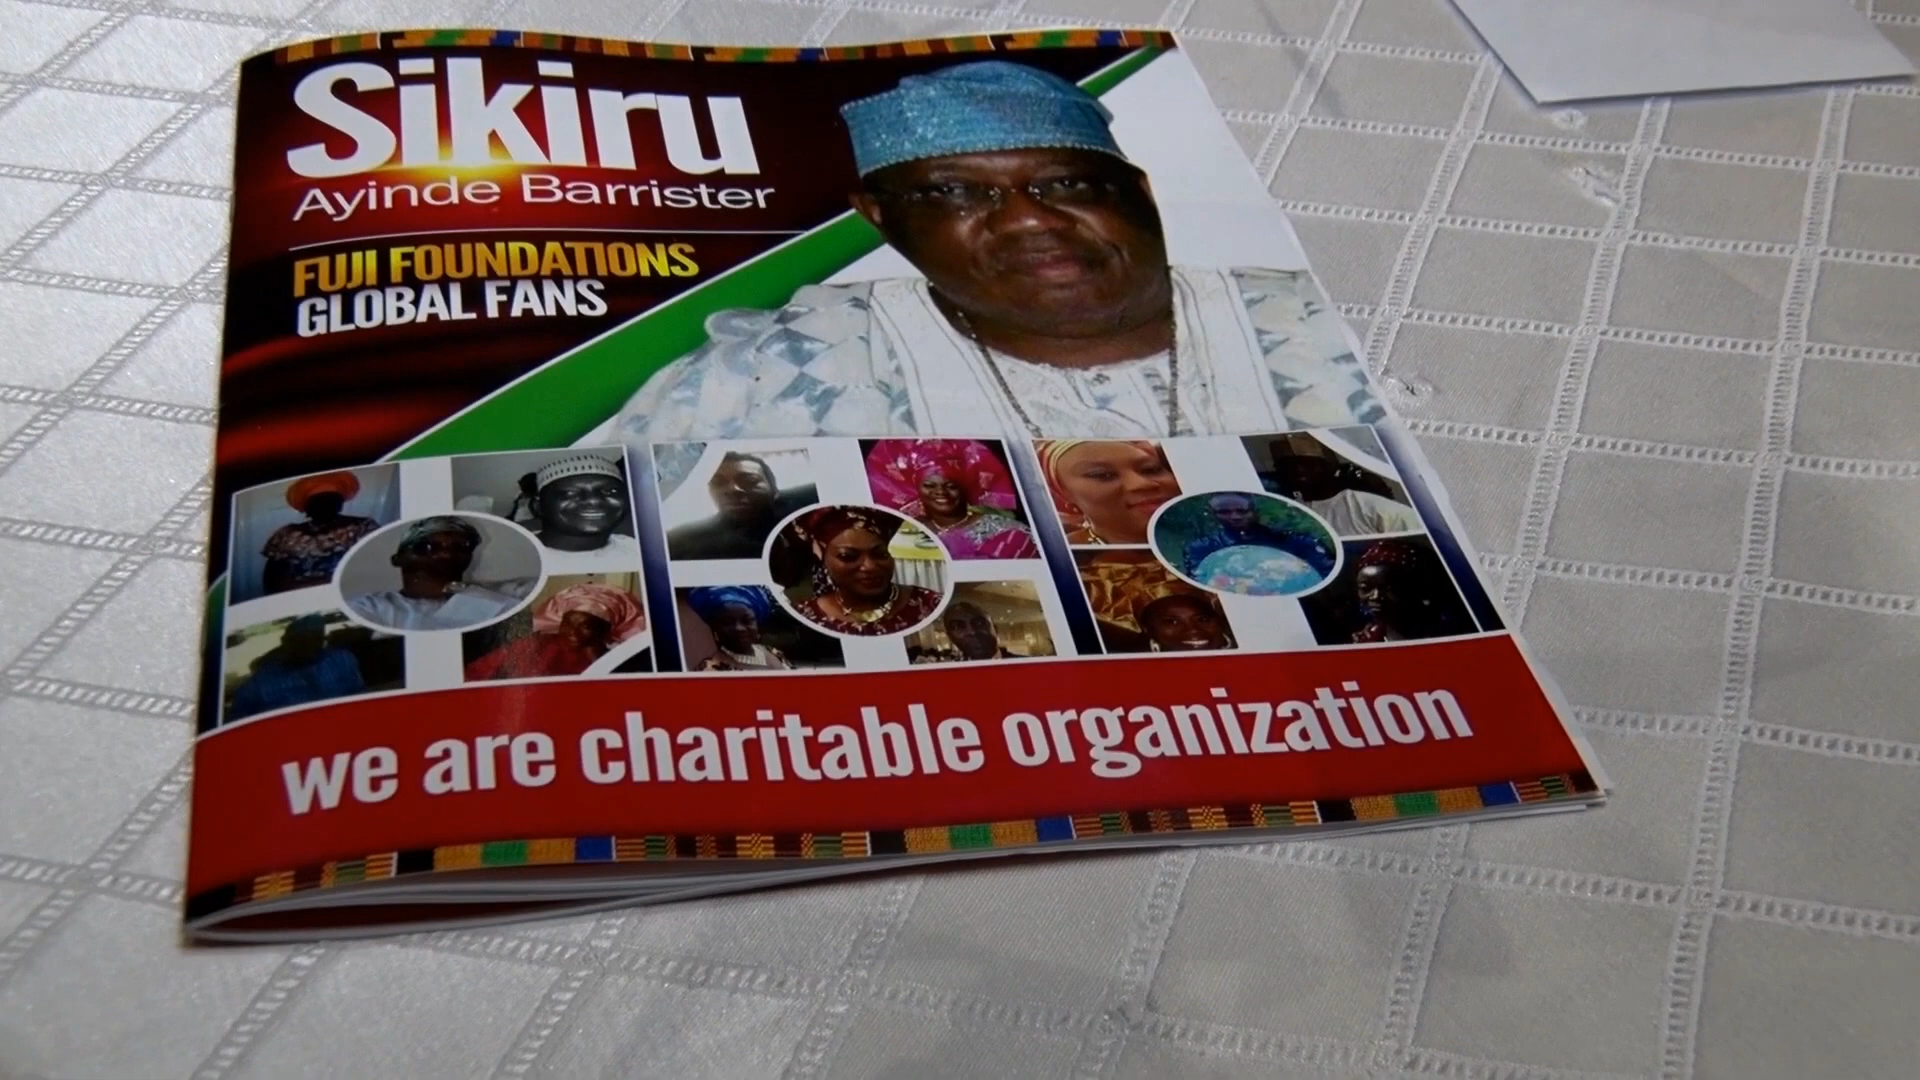 Sikiru
Ayinde Barrister
FUJI FOUNDATIONS
GLOBAL FANS
we are charitable organization